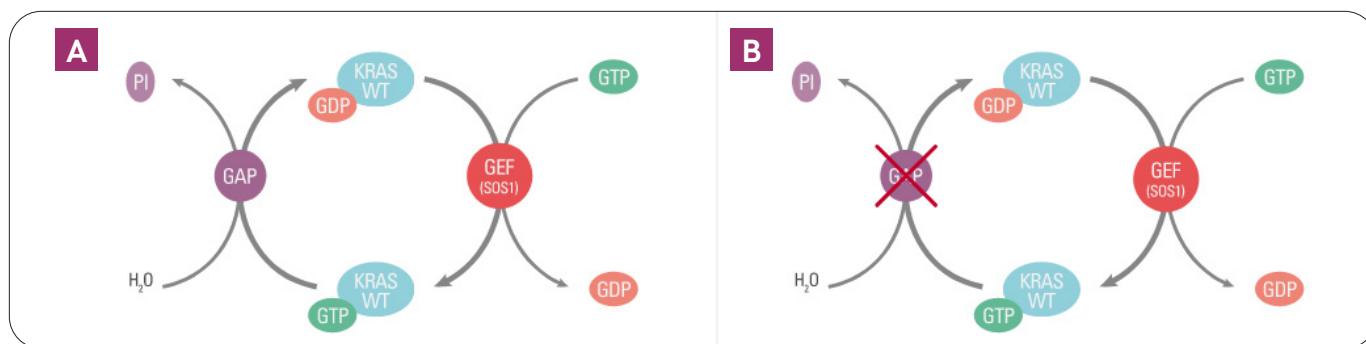 A
PI
KRAS
WT
GDP
GTP
GAP
GEF
(SOS1)
H₂O
KRAS
WT
GTP
GDP
B
PI
KRAS
WT
GDP
GTP
GEF
(SOS1)
H₂O
KRAS
WT
GTP
GDP